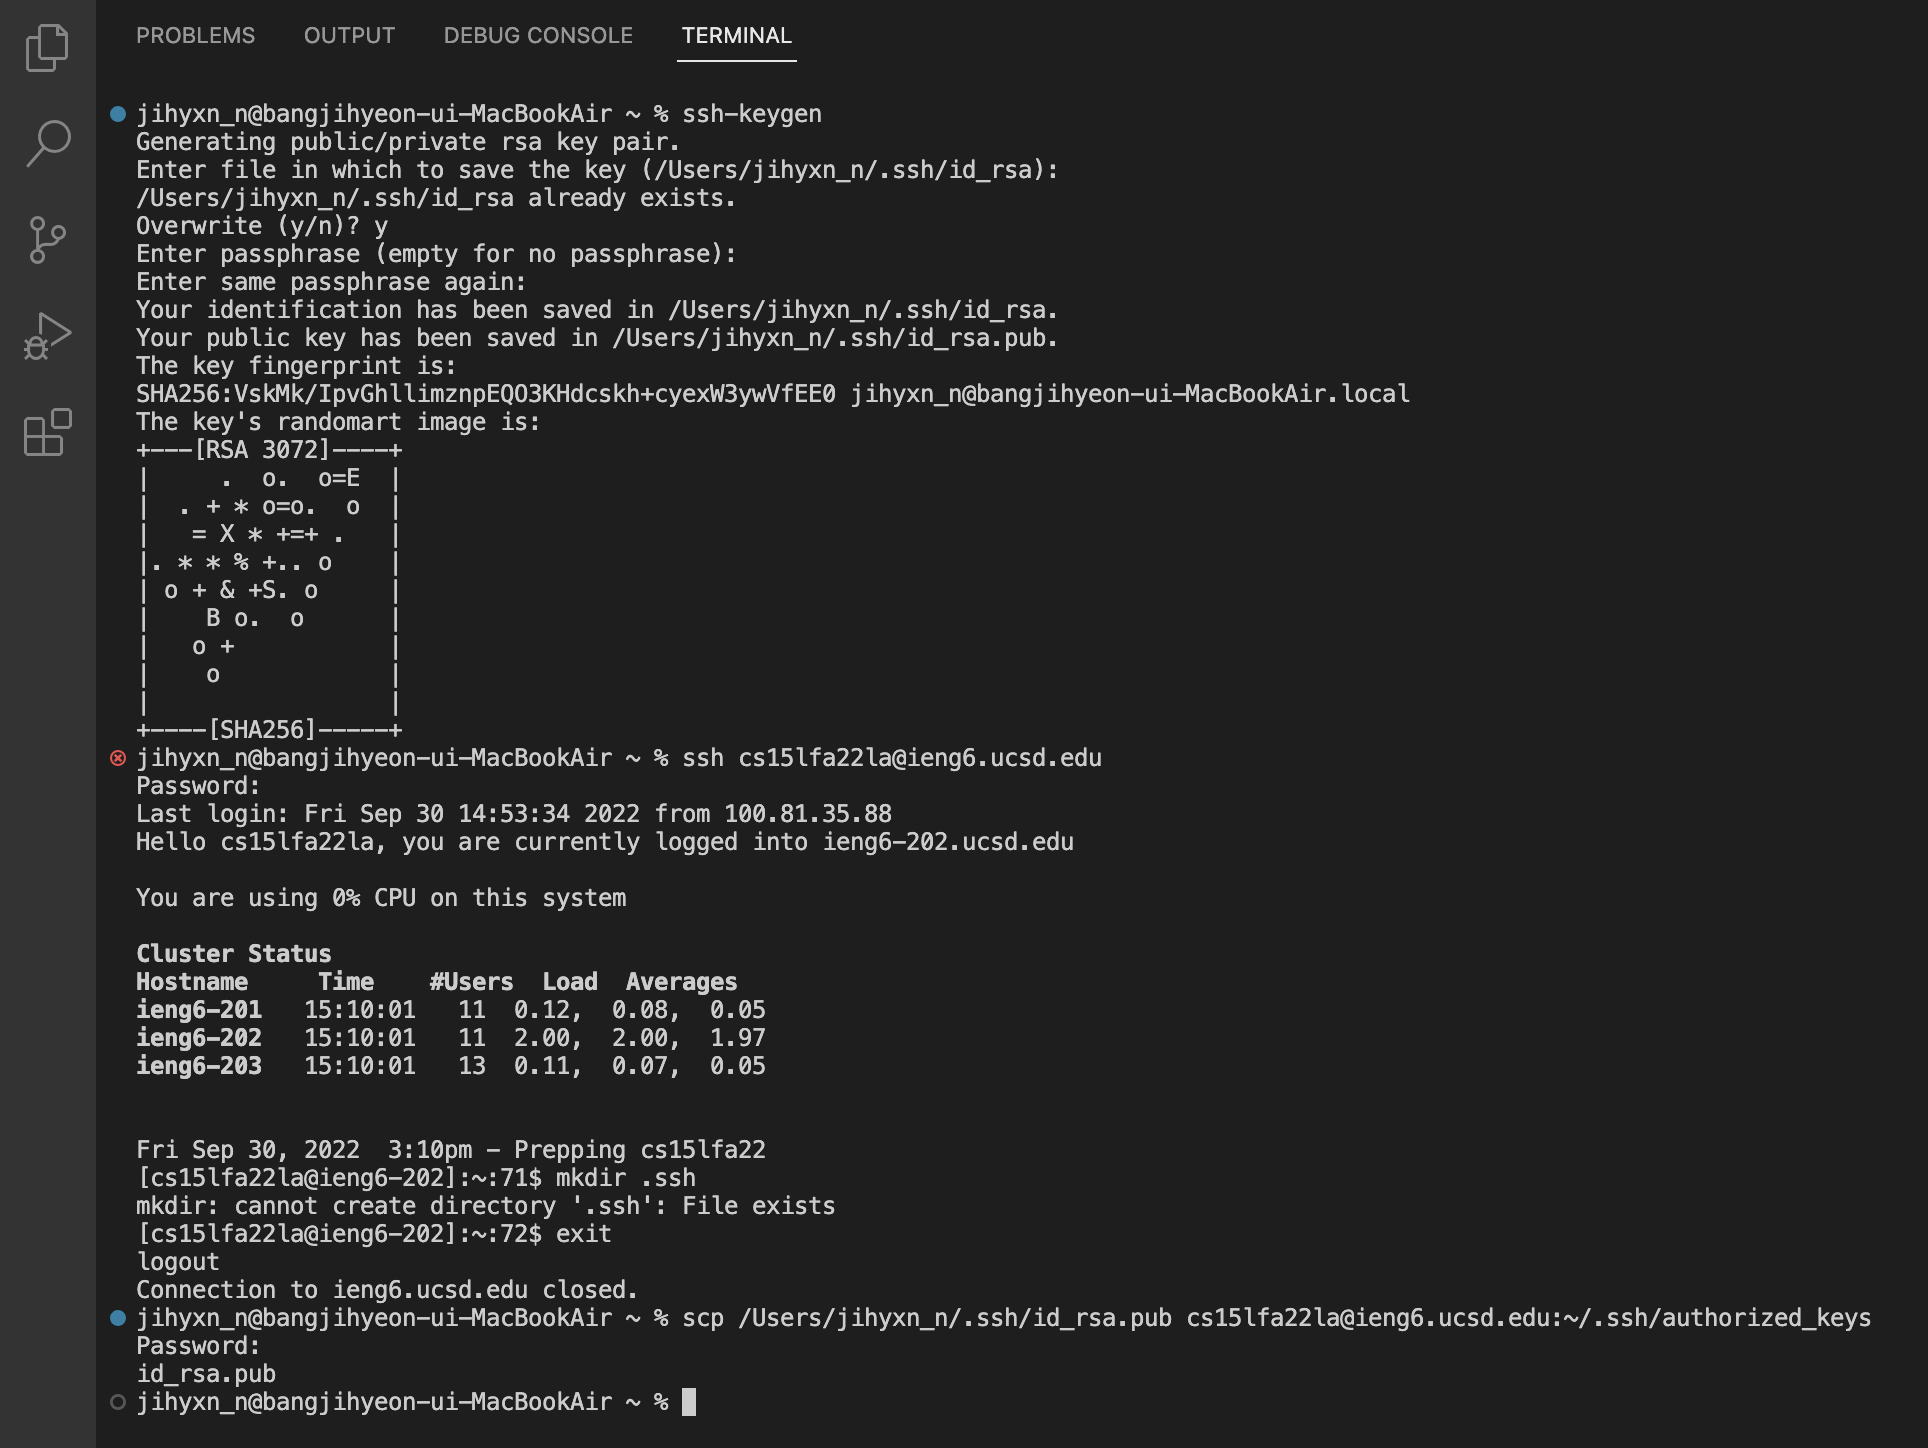 PROBLEMS OUTPUT DEBUG CONSOLE TERMINAL
jihyxn_n@bangjihyeon-ui-MacBookAir ~ % ssh-keygen
Generating public/private rsa key pair.
Enter file in which to save the key (/Users/jihyxn_n/.ssh/id_rsa):
/Users/jihyxn_n/.ssh/id_rsa already exists.
Overwrite (y/n)? y
Enter passphrase (empty for no passphrase):
Enter same passphrase again:
Your identification has been saved in /Users/jihyxn_n/.ssh/id_rsa.
Your public key has been saved in /Users/jihyxn_n/.ssh/id_rsa.pub.
The key fingerprint is:
SHA256:VskMk/IpvGhllimznpEQO3KHdcskh+cyexW3ywVfEE0 jihyxn_n@bangjihyeon-ui-MacBookAir.local
The key's randomart image is:
+---[RSA 3072]----+
|     .  o.  o=E  |
|  . + * o=o.  o  |
|   = X * +=+ .   |
|. * * % +.. o    |
| o + & +S. o     |
|    B o.  o      |
|   o +           |
|    o            |
|                 |
+----[SHA256]-----+
jihyxn_n@bangjihyeon-ui-MacBookAir ~ % ssh cs15lfa22la@ieng6.ucsd.edu
Password:
Last login: Fri Sep 30 14:53:34 2022 from 100.81.35.88
Hello cs15lfa22la, you are currently logged into ieng6-202.ucsd.edu
You are using 0% CPU on this system
Cluster Status
Hostname     Time    #Users  Load  Averages
ieng6-201   15:10:01   11  0.12,  0.08,  0.05
ieng6-202   15:10:01   11  2.00,  2.00,  1.97
ieng6-203   15:10:01   13  0.11,  0.07,  0.05
Fri Sep 30, 2022  3:10pm - Prepping cs15lfa22
[cs15lfa22la@ieng6-202]:~:71$ mkdir .ssh
mkdir: cannot create directory '.ssh': File exists
[cs15lfa22la@ieng6-202]:~:72$ exit
logout
Connection to ieng6.ucsd.edu closed.
jihyxn_n@bangjihyeon-ui-MacBookAir ~ % scp /Users/jihyxn_n/.ssh/id_rsa.pub cs15lfa22la@ieng6.ucsd.edu:~/.ssh/authorized_keys
Password:
id_rsa.pub
jihyxn_n@bangjihyeon-ui-MacBookAir ~ %